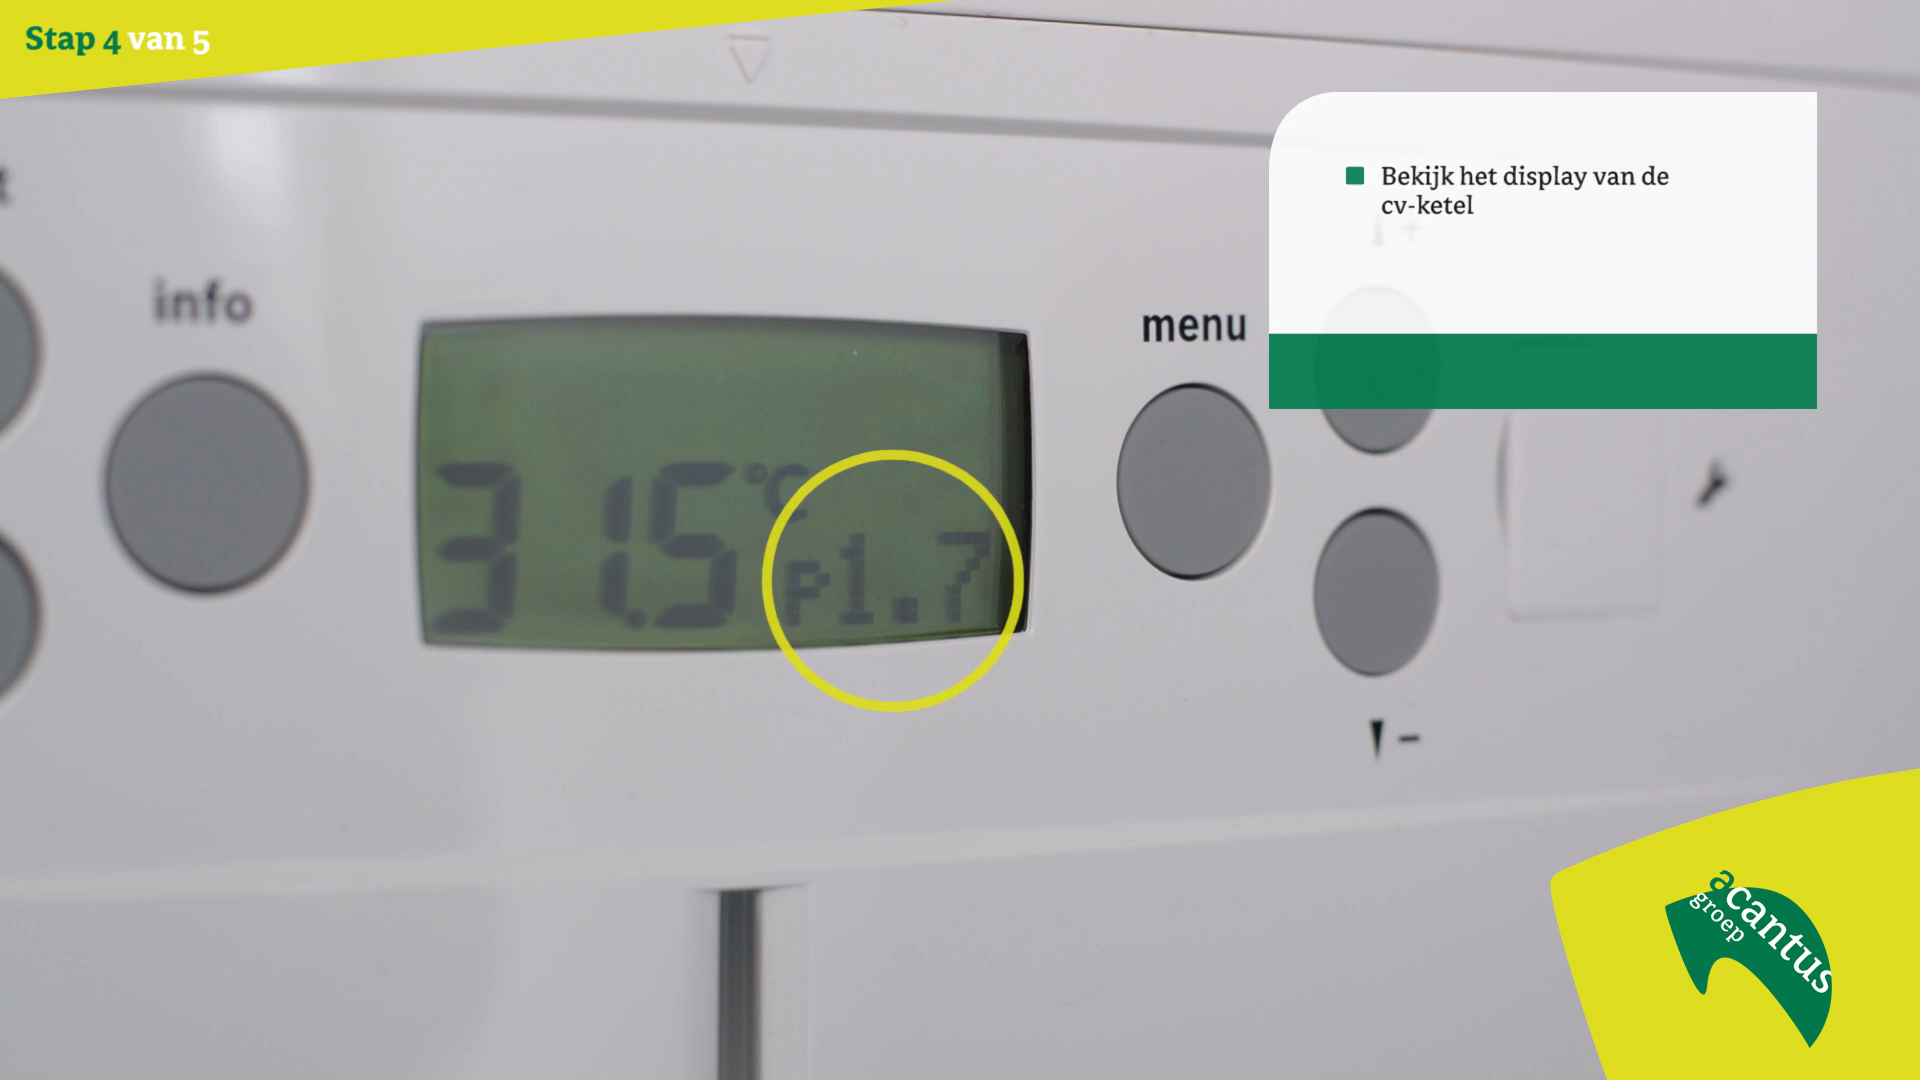 Stap 4 van 5
Bekijk het display van de
cv-ketel
info
menu
31.5 °C P1.7
+
-
acantus
groep